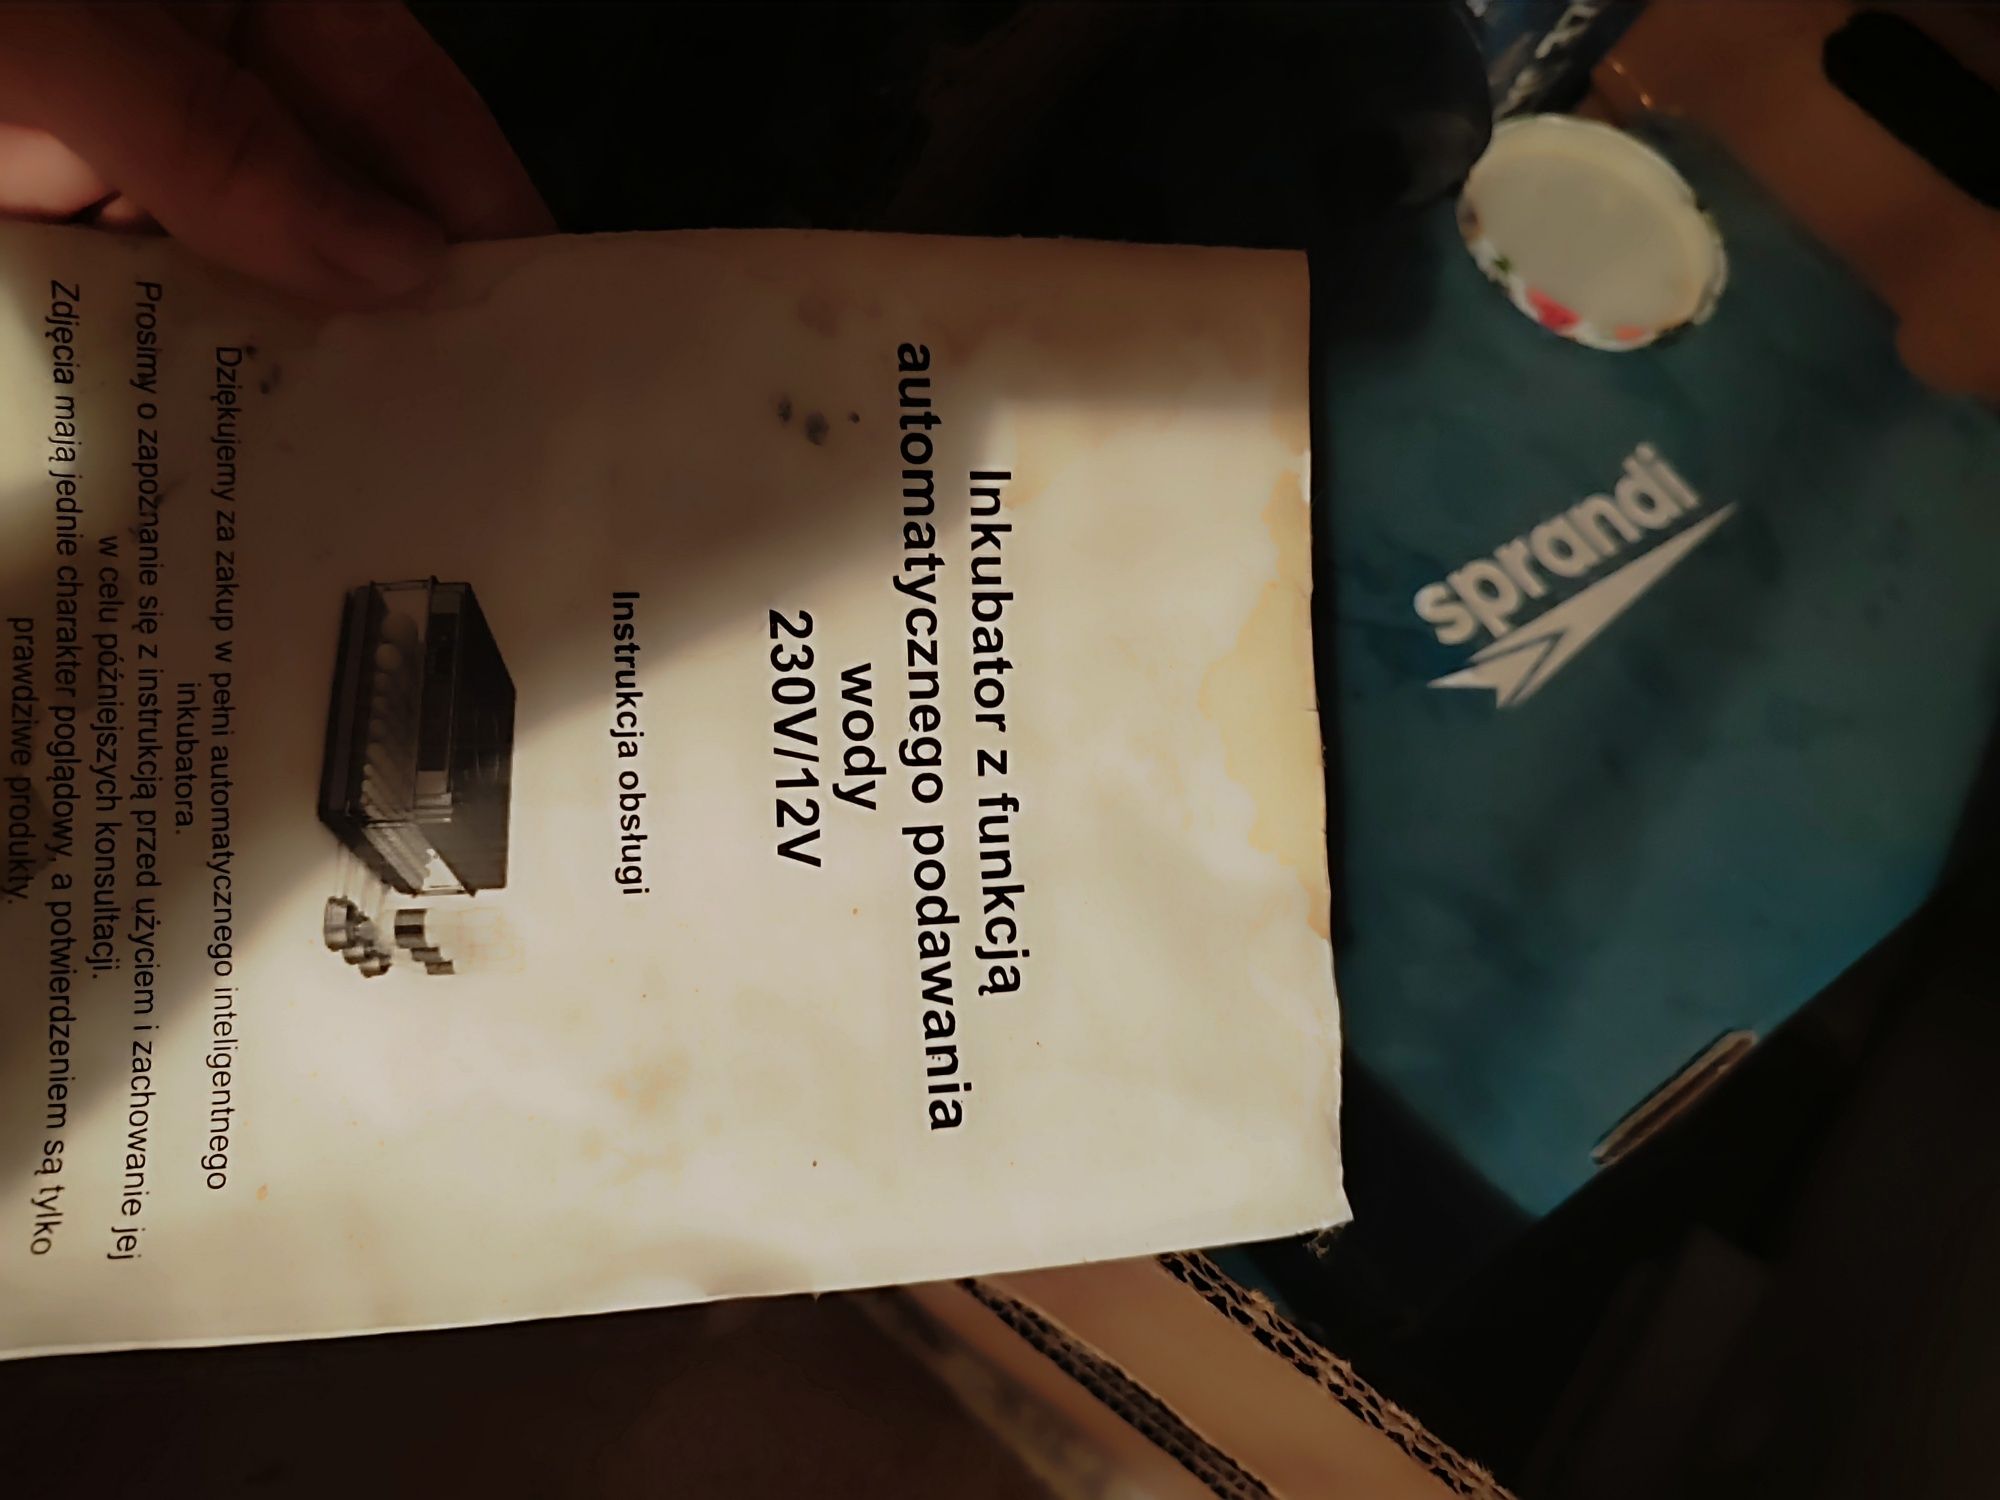 Inkubator z funkcją
automatycznego podawania
wody
230V/12V
Instrukcja obsługi
Dziękujemy za zakup w pełni automatycznego inteligentnego
inkubatora.
Prosimy o zapoznanie się z instrukcją przed użyciem i zachowanie jej
w celu późniejszych konsultacji.
Zdjęcia mają jednie charakter poglądowy, a potwierdzeniem są tylko
prawdziwe produkty.
sprandi